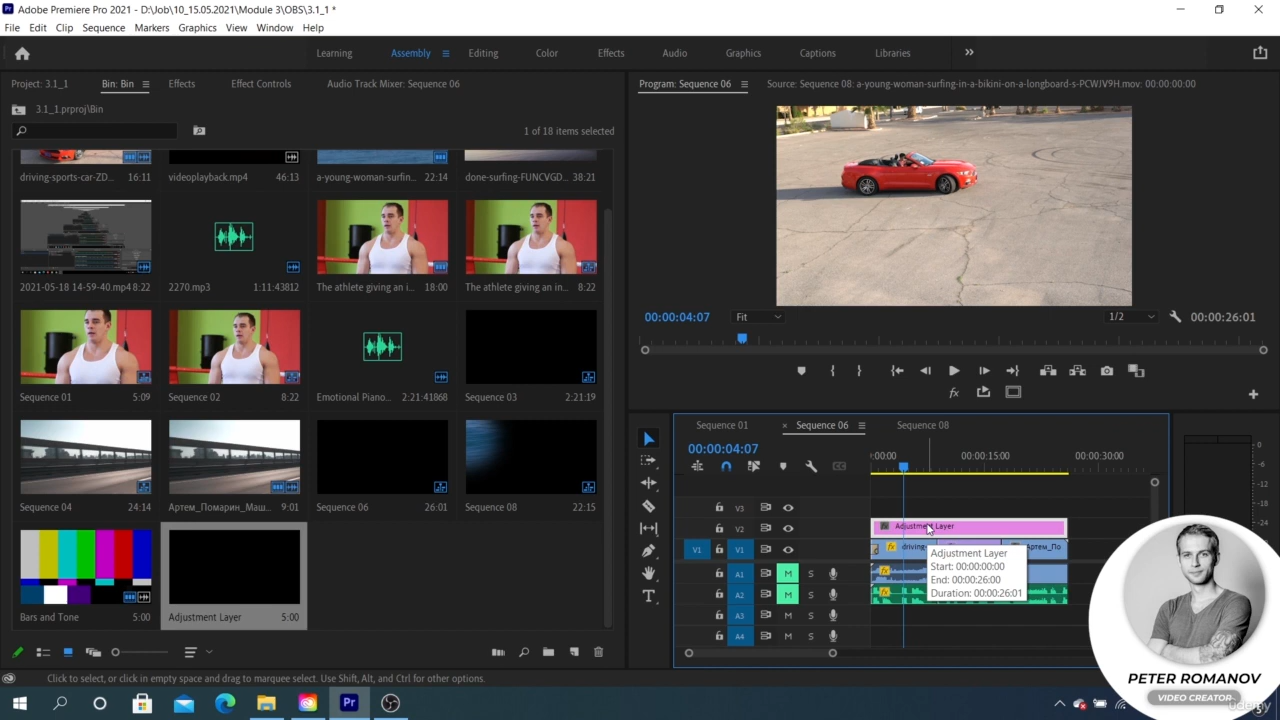 Adobe Premiere Pro 2021 - D:\Job\10_15.05.2021\Module 3\OBS\3.1_1 *
File Edit Clip Sequence Markers Graphics View Window Help
Learning Assembly Editing Color Effects Audio Graphics Captions Libraries
Project: 3.1_1 Bin: Bin Effects Effect Controls Audio Track Mixer: Sequence 06
3.1_1.prproj\Bin
1 of 18 items selected
driving-sports-car-ZD... 16:11 videoplayback.mp4 46:13 a-young-woman-surfin... 22:14 done-surfing-FUNCVGD... 38:21
2021-05-18 14-59-40.mp4 8:22 2270.mp3 1:11:43812 The athlete giving an i... 18:00 The athlete giving an in... 8:22
Sequence 01 5:09 Sequence 02 8:22 Emotional Piano... 2:21:41868 Sequence 03 2:21:19
Sequence 04 24:14 Артем_Помарин_Маш... 9:01 Sequence 06 26:01 Sequence 08 22:15
Bars and Tone 5:00 Adjustment Layer 5:00
Program: Sequence 06 Source: Sequence 08: a-young-woman-surfing-in-a-bikini-on-a-longboard-s-PCWJV9H.mov: 00:00:00:00
00:00:04:07 Fit 1/2 00:00:26:01
Sequence 01 × Sequence 06 Sequence 08
00:00:04:07
:00:00 00:00:15:00 00:00:30:00
V3
V2 Adjustment Layer
V1 V1 fx driving- Артем_По
Adjustment Layer
Start: 00:00:00:00
End: 00:00:26:00
Duration: 00:00:26:01
A1 M S
A2 M S
A3 M S
A4 M S
0
-6
-12
-18
-24
Click to select, or click in empty space and drag to marquee select. Use Shift, Alt, and Ctrl for other options.
Pr
PETER ROMANOV
VIDEO CREATOR
udemy